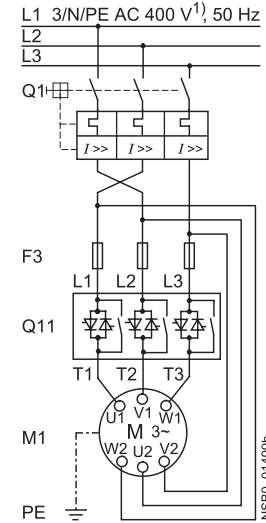 L1 3/N/PE AC 400 V1), 50 Hz
L2
L3
Q1
I >> I >> I >>
F3
L1 L2 L3
Q11
T1 T2 T3
U1 V1 W1
M1
M 3~
W2 U2 V2
PE
NSB0_01499b